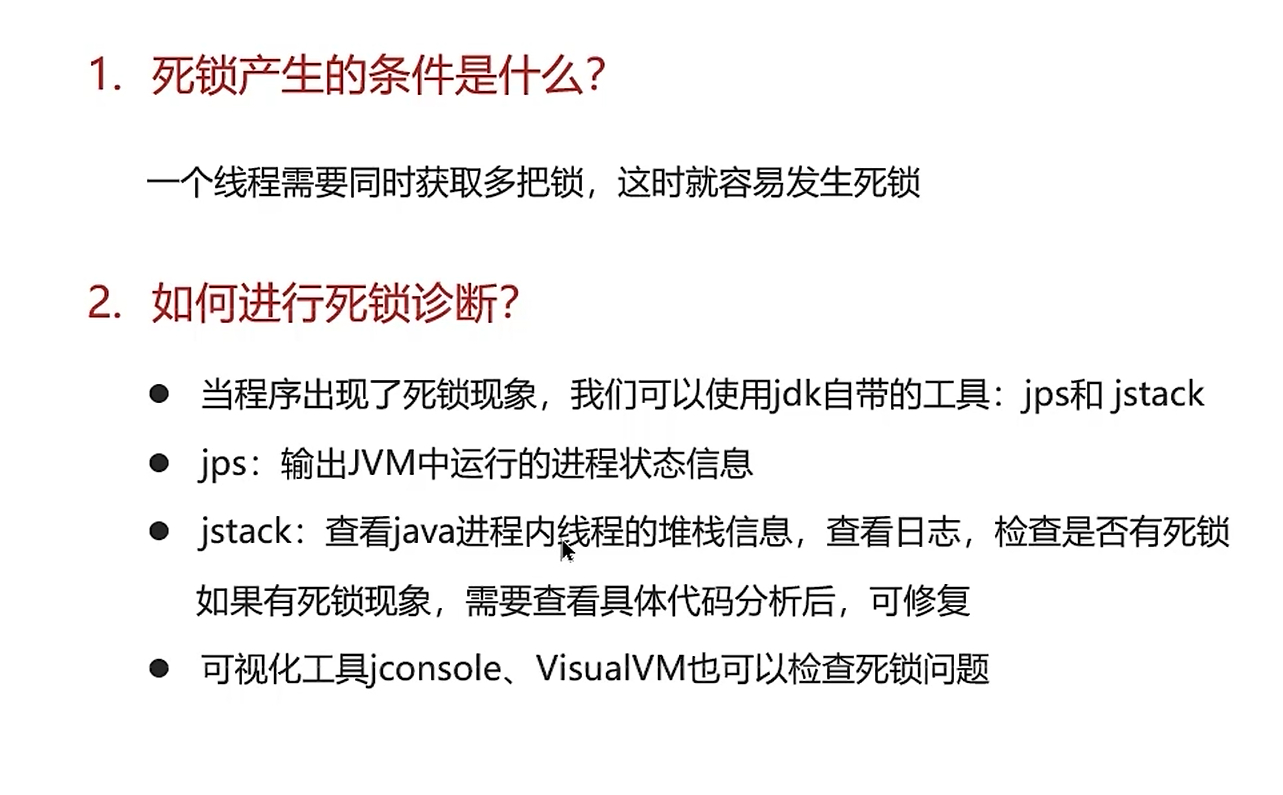 1. 死锁产生的条件是什么？
一个线程需要同时获取多把锁，这时就容易发生死锁
2. 如何进行死锁诊断？
● 当程序出现了死锁现象，我们可以使用jdk自带的工具：jps和 jstack
● jps：输出JVM中运行的进程状态信息
● jstack：查看java进程内线程的堆栈信息，查看日志，检查是否有死锁
如果有死锁现象，需要查看具体代码分析后，可修复
● 可视化工具jconsole、VisualVM也可以检查死锁问题